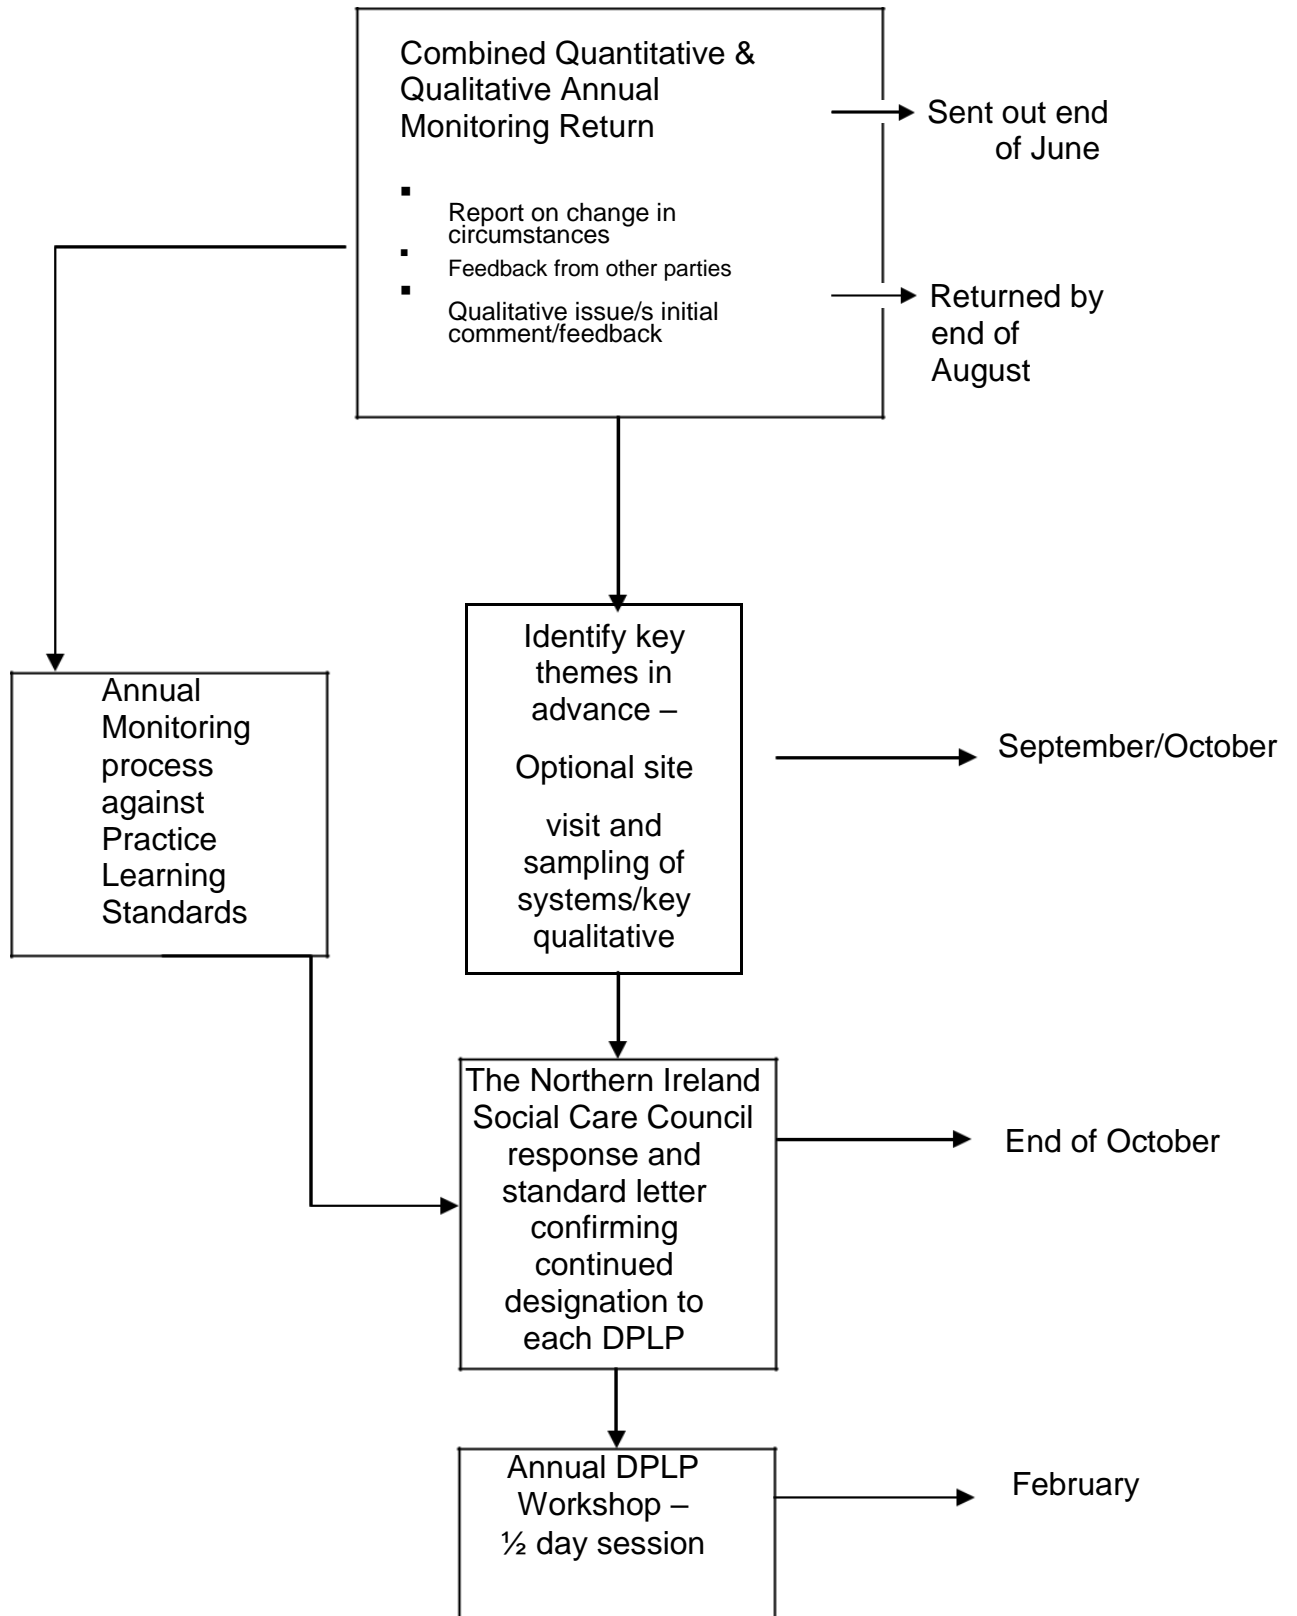 Combined Quantitative &
Qualitative Annual
Monitoring Return
Sent out end
of June
▪
Report on change in
circumstances
▪
Feedback from other parties
▪
Qualitative issue/s initial
comment/feedback
Returned by
end of
August
Annual
Monitoring
process
against
Practice
Learning
Standards
Identify key
themes in
advance –
Optional site
visit and
sampling of
systems/key
qualitative
September/October
The Northern Ireland
Social Care Council
response and
standard letter
confirming
continued
designation to
each DPLP
End of October
Annual DPLP
Workshop –
½ day session
February